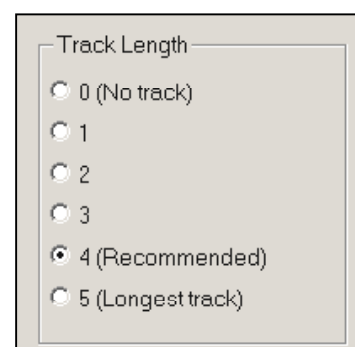 Track Length
0 (No track)
1
2
3
4 (Recommended)
5 (Longest track)